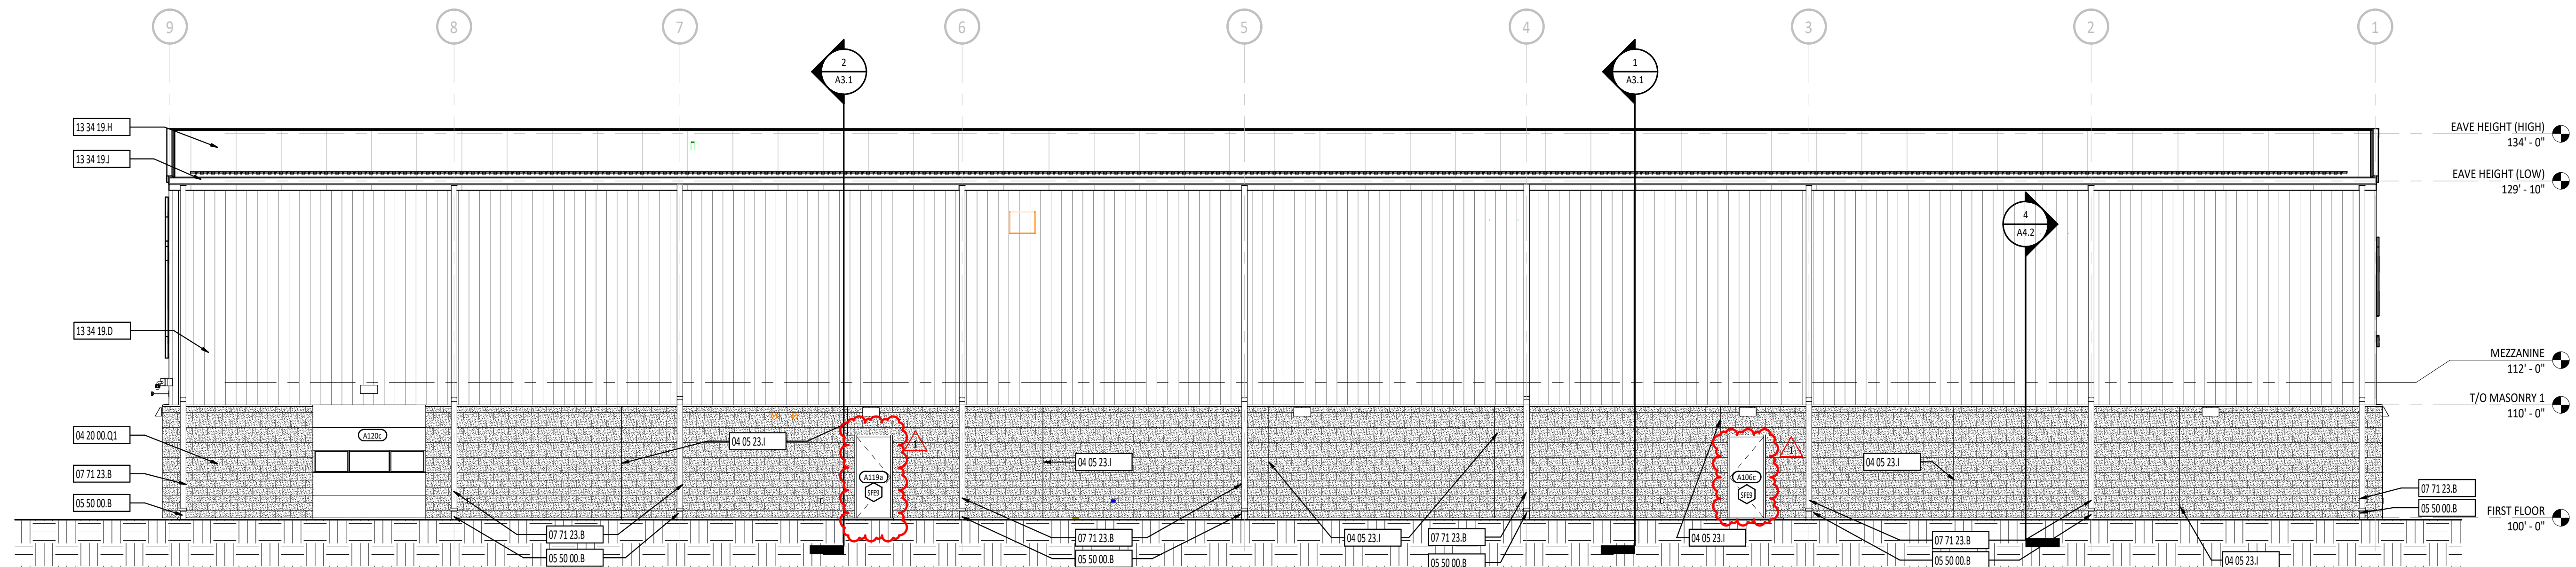 9
8
7
6
5
4
3
2
1
2
A3.1
1
A3.1
13 34 19.H
13 34 19.J
EAVE HEIGHT (HIGH)
134' - 0"
EAVE HEIGHT (LOW)
129' - 10"
4
A4.2
13 34 19.D
MEZZANINE
112' - 0"
T/O MASONRY 1
110' - 0"
04 20 00.Q1
A120c
04 05 23.I
1
04 05 23.I
1
04 05 23.I
07 71 23.B
A119a
SFE9
A106c
SFE9
07 71 23.B
05 50 00.B
05 50 00.B
FIRST FLOOR
100' - 0"
07 71 23.B
05 50 00.B
07 71 23.B
05 50 00.B
04 05 23.I
07 71 23.B
05 50 00.B
04 05 23.I
07 71 23.B
05 50 00.B
04 05 23.I